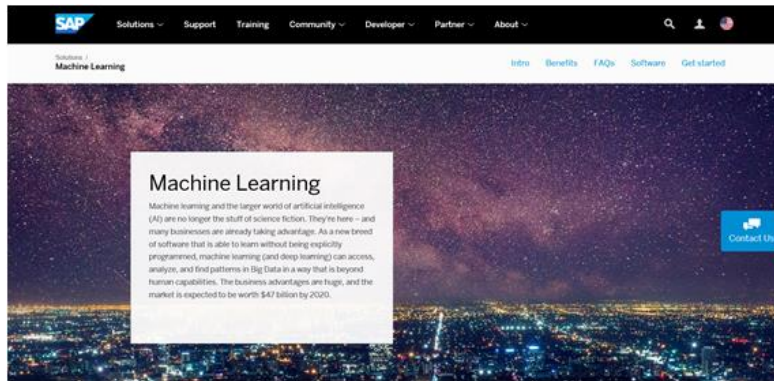 SAP Solutions Support Training Community Developer Partner About
Solutions /
Machine Learning
Intro Benefits FAQs Software Get started
Machine Learning
Machine learning and the larger world of artificial intelligence
(AI) are no longer the stuff of science fiction. They're here – and
many businesses are already taking advantage. As a new breed
of software that is able to learn without being explicitly
programmed, machine learning (and deep learning) can access,
analyze, and find patterns in Big Data in a way that is beyond
human capabilities. The business advantages are huge, and the
market is expected to be worth $47 billion by 2020.
Contact Us